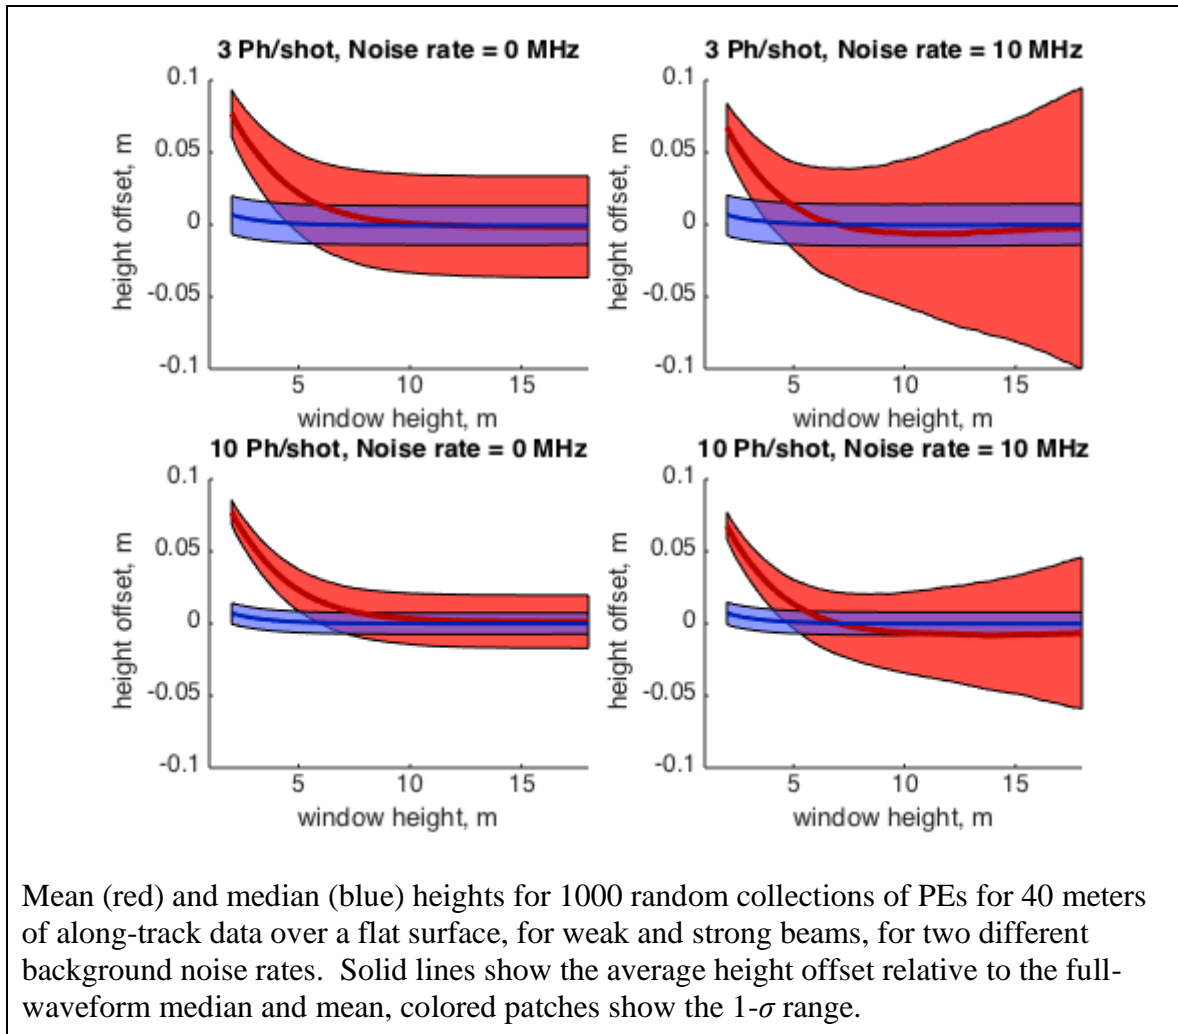 3 Ph/shot, Noise rate = 0 MHz
0.1
0.05
0
-0.05
-0.1
height offset, m
5 10 15
window height, m
3 Ph/shot, Noise rate = 10 MHz
0.1
0.05
0
-0.05
-0.1
height offset, m
5 10 15
window height, m
10 Ph/shot, Noise rate = 0 MHz
0.1
0.05
0
-0.05
-0.1
height offset, m
5 10 15
window height, m
10 Ph/shot, Noise rate = 10 MHz
0.1
0.05
0
-0.05
-0.1
height offset, m
5 10 15
window height, m
Mean (red) and median (blue) heights for 1000 random collections of PEs for 40 meters
of along-track data over a flat surface, for weak and strong beams, for two different
background noise rates.  Solid lines show the average height offset relative to the full-
waveform median and mean, colored patches show the 1-σ range.